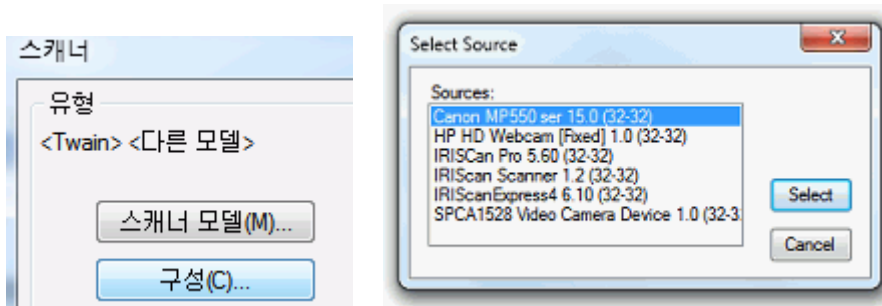 스캐너
유형
<Twain> <다른 모델>
스캐너 모델(M)...
구성(C)...
Select Source
Sources:
Canon MP550 ser 15.0 (32-32)
HP HD Webcam [Fixed] 1.0 (32-32)
IRISCan Pro 5.60 (32-32)
IRIScan Scanner 1.2 (32-32)
IRIScanExpress4 6.10 (32-32)
SPCA1528 Video Camera Device 1.0 (32-3
Select
Cancel